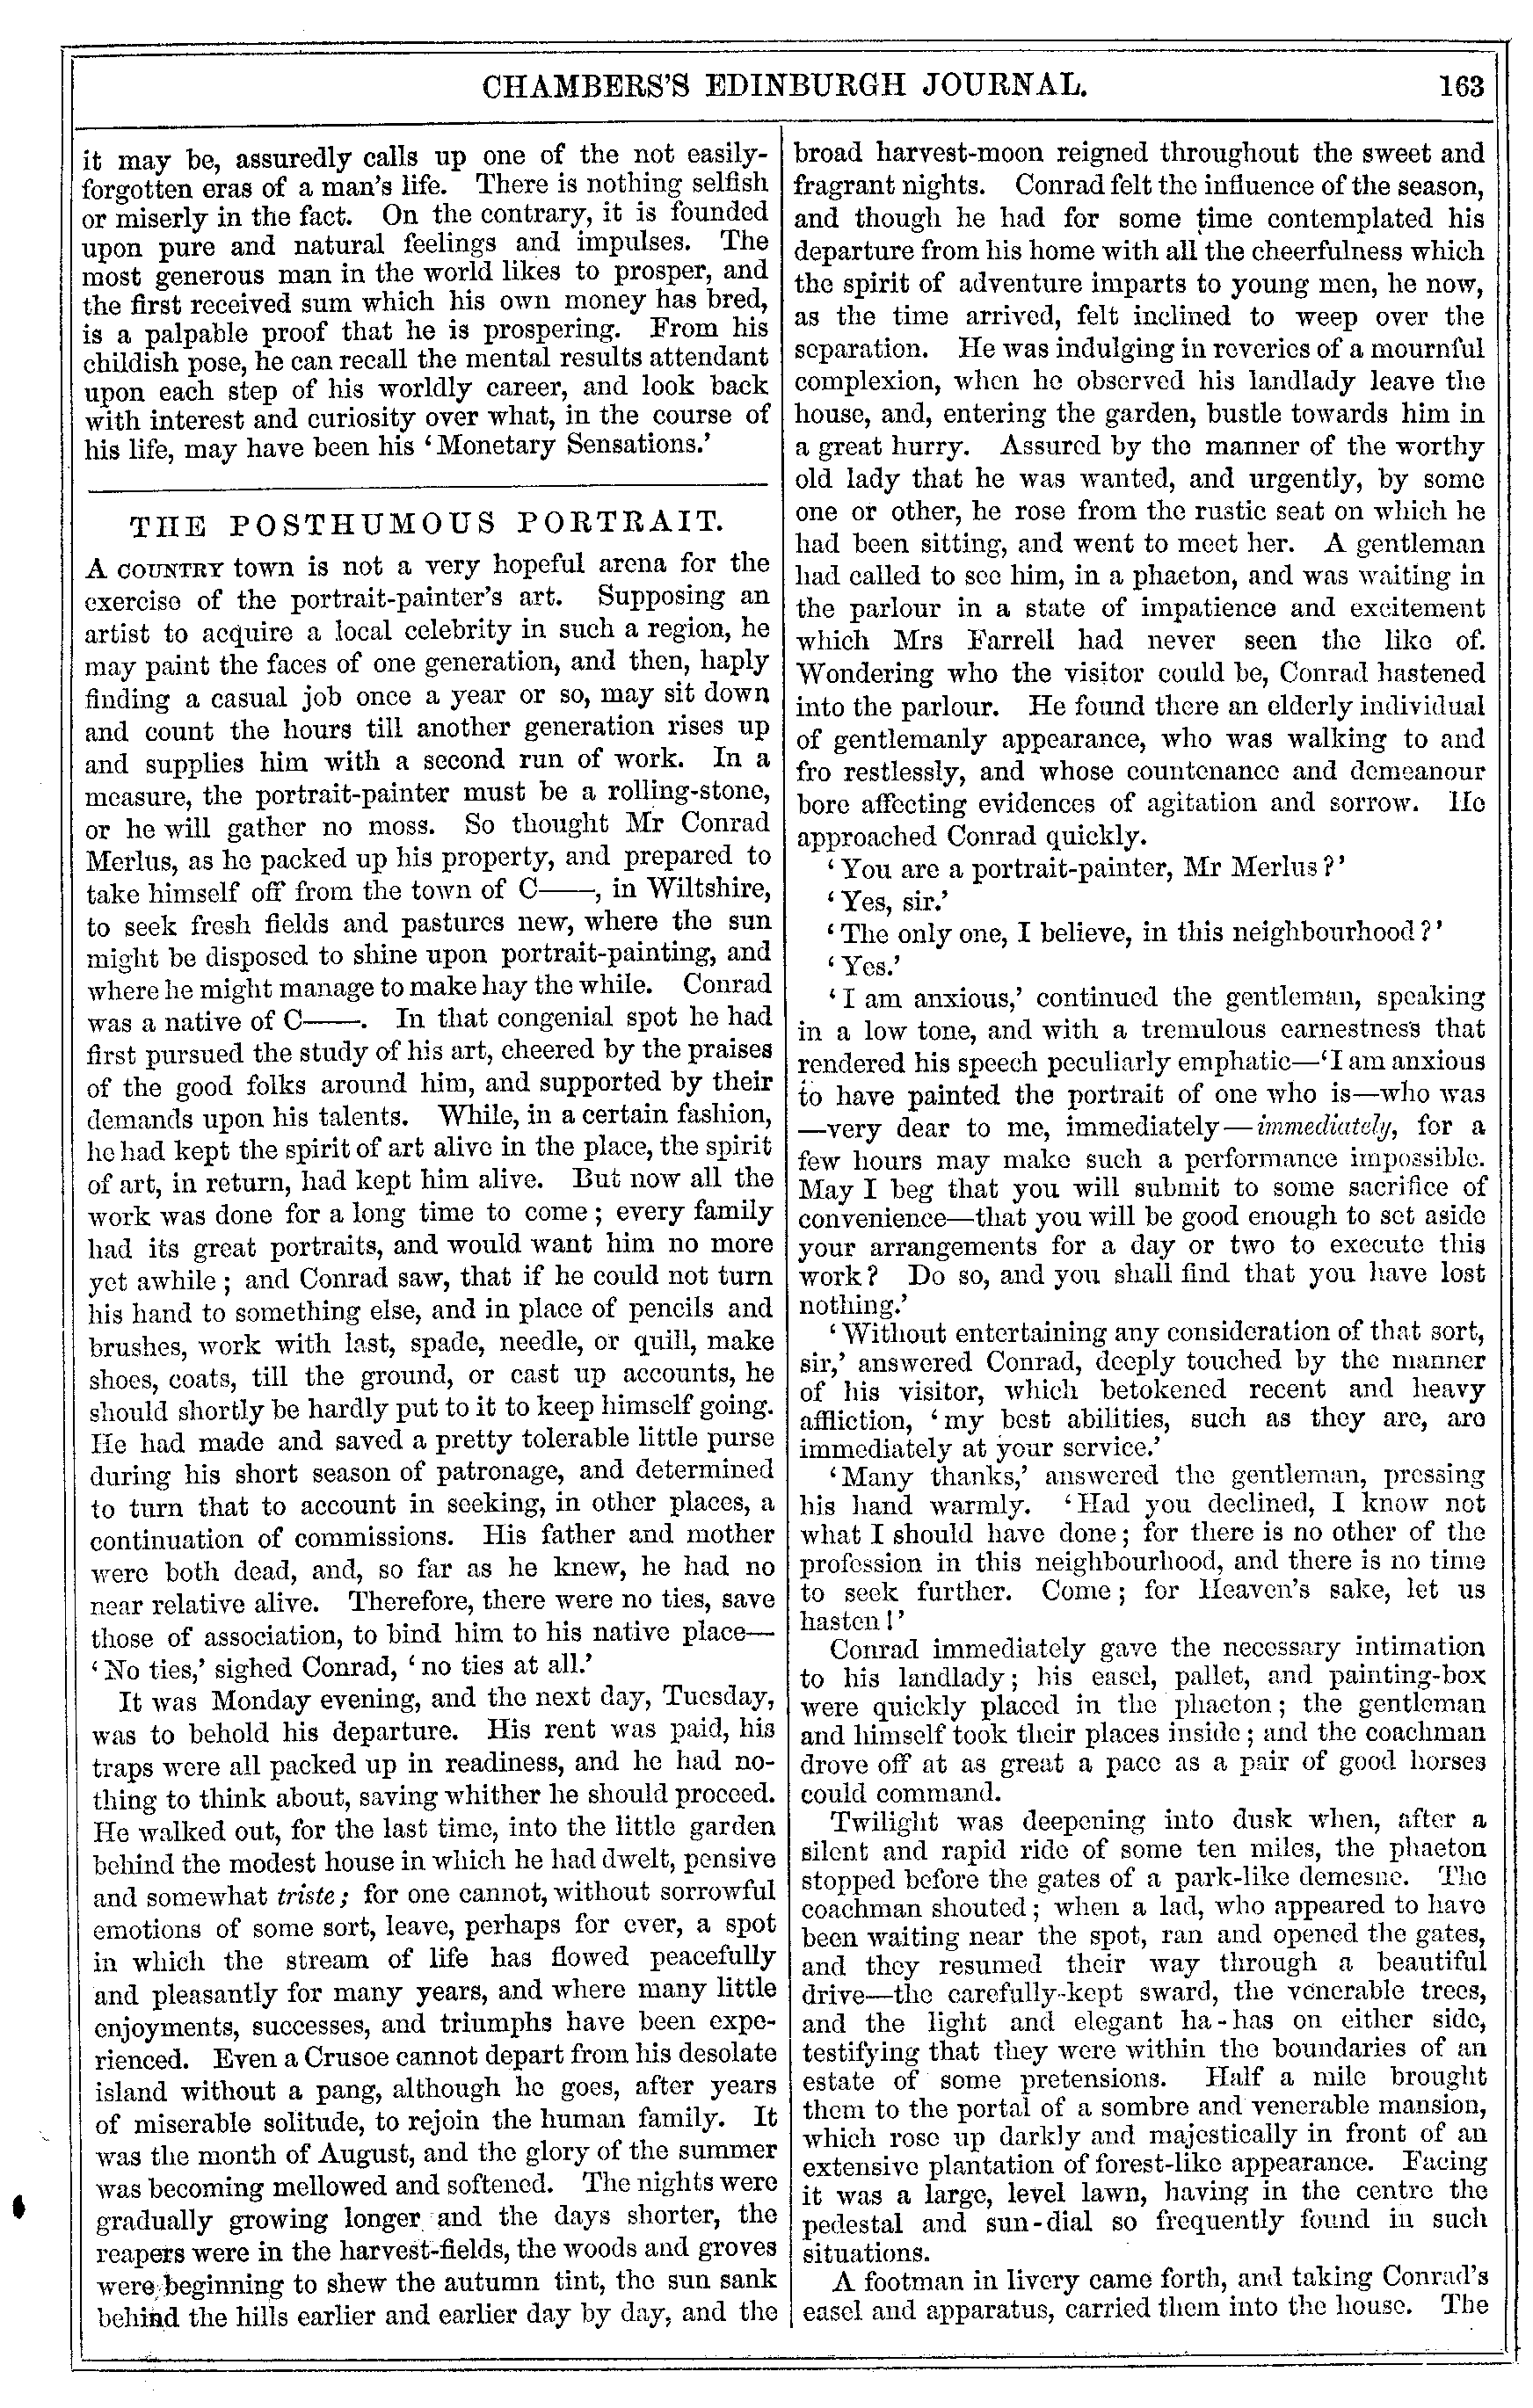 CHAMBERS'S EDINBURGH JOURNAL. 163
it may be, assuredly calls up one of the not easily-
forgotten eras of a man's life. There is nothing selfish
or miserly in the fact. On the contrary, it is founded
upon pure and natural feelings and impulses. The
most generous man in the world likes to prosper, and
the first received sum which his own money has bred,
is a palpable proof that he is prospering. From his
childish pose, he can recall the mental results attendant
upon each step of his worldly career, and look back
with interest and curiosity over what, in the course of
his life, may have been his 'Monetary Sensations.'
THE POSTHUMOUS PORTRAIT.
A COUNTRY town is not a very hopeful arena for the
exercise of the portrait-painter's art. Supposing an
artist to acquire a local celebrity in such a region, he
may paint the faces of one generation, and then, haply
finding a casual job once a year or so, may sit down
and count the hours till another generation rises up
and supplies him with a second run of work. In a
measure, the portrait-painter must be a rolling-stone,
or he will gather no moss. So thought Mr Conrad
Merlus, as he packed up his property, and prepared to
take himself off from the town of C——, in Wiltshire,
to seek fresh fields and pastures new, where the sun
might be disposed to shine upon portrait-painting, and
where he might manage to make hay the while. Conrad
was a native of C——. In that congenial spot he had
first pursued the study of his art, cheered by the praises
of the good folks around him, and supported by their
demands upon his talents. While, in a certain fashion,
he had kept the spirit of art alive in the place, the spirit
of art, in return, had kept him alive. But now all the
work was done for a long time to come; every family
had its great portraits, and would want him no more
yet awhile; and Conrad saw, that if he could not turn
his hand to something else, and in place of pencils and
brushes, work with last, spade, needle, or quill, make
shoes, coats, till the ground, or cast up accounts, he
should shortly be hardly put to it to keep himself going.
He had made and saved a pretty tolerable little purse
during his short season of patronage, and determined
to turn that to account in seeking, in other places, a
continuation of commissions. His father and mother
were both dead, and, so far as he knew, he had no
near relative alive. Therefore, there were no ties, save
those of association, to bind him to his native place—
'No ties,' sighed Conrad, 'no ties at all.'
It was Monday evening, and the next day, Tuesday,
was to behold his departure. His rent was paid, his
traps were all packed up in readiness, and he had no-
thing to think about, saving whither he should proceed.
He walked out, for the last time, into the little garden
behind the modest house in which he had dwelt, pensive
and somewhat triste; for one cannot, without sorrowful
emotions of some sort, leave, perhaps for ever, a spot
in which the stream of life has flowed peacefully
and pleasantly for many years, and where many little
enjoyments, successes, and triumphs have been expe-
rienced. Even a Crusoe cannot depart from his desolate
island without a pang, although he goes, after years
of miserable solitude, to rejoin the human family. It
was the month of August, and the glory of the summer
was becoming mellowed and softened. The nights were
gradually growing longer and the days shorter, the
reapers were in the harvest-fields, the woods and groves
were beginning to shew the autumn tint, the sun sank
behind the hills earlier and earlier day by day, and the
broad harvest-moon reigned throughout the sweet and
fragrant nights. Conrad felt the influence of the season,
and though he had for some time contemplated his
departure from his home with all the cheerfulness which
the spirit of adventure imparts to young men, he now,
as the time arrived, felt inclined to weep over the
separation. He was indulging in reveries of a mournful
complexion, when he observed his landlady leave the
house, and, entering the garden, bustle towards him in
a great hurry. Assured by the manner of the worthy
old lady that he was wanted, and urgently, by some
one or other, he rose from the rustic seat on which he
had been sitting, and went to meet her. A gentleman
had called to see him, in a phaeton, and was waiting in
the parlour in a state of impatience and excitement
which Mrs Farrell had never seen the like of.
Wondering who the visitor could be, Conrad hastened
into the parlour. He found there an elderly individual
of gentlemanly appearance, who was walking to and
fro restlessly, and whose countenance and demeanour
bore affecting evidences of agitation and sorrow. He
approached Conrad quickly.
'You are a portrait-painter, Mr Merlus?'
'Yes, sir.'
'The only one, I believe, in this neighbourhood?'
'Yes.'
'I am anxious,' continued the gentleman, speaking
in a low tone, and with a tremulous earnestness that
rendered his speech peculiarly emphatic—'I am anxious
to have painted the portrait of one who is—who was
—very dear to me, immediately—immediately, for a
few hours may make such a performance impossible.
May I beg that you will submit to some sacrifice of
convenience—that you will be good enough to set aside
your arrangements for a day or two to execute this
work? Do so, and you shall find that you have lost
nothing.'
'Without entertaining any consideration of that sort,
sir,' answered Conrad, deeply touched by the manner
of his visitor, which betokened recent and heavy
affliction, 'my best abilities, such as they are, are
immediately at your service.'
'Many thanks,' answered the gentleman, pressing
his hand warmly. 'Had you declined, I know not
what I should have done; for there is no other of the
profession in this neighbourhood, and there is no time
to seek further. Come; for Heaven's sake, let us
hasten!'
Conrad immediately gave the necessary intimation
to his landlady; his easel, pallet, and painting-box
were quickly placed in the phaeton; the gentleman
and himself took their places inside; and the coachman
drove off at as great a pace as a pair of good horses
could command.
Twilight was deepening into dusk when, after a
silent and rapid ride of some ten miles, the phaeton
stopped before the gates of a park-like demesne. The
coachman shouted; when a lad, who appeared to have
been waiting near the spot, ran and opened the gates,
and they resumed their way through a beautiful
drive—the carefully-kept sward, the venerable trees,
and the light and elegant ha-has on either side,
testifying that they were within the boundaries of an
estate of some pretensions. Half a mile brought
them to the portal of a sombre and venerable mansion,
which rose up darkly and majestically in front of an
extensive plantation of forest-like appearance. Facing
it was a large, level lawn, having in the centre the
pedestal and sun-dial so frequently found in such
situations.
A footman in livery came forth, and taking Conrad's
easel and apparatus, carried them into the house. The